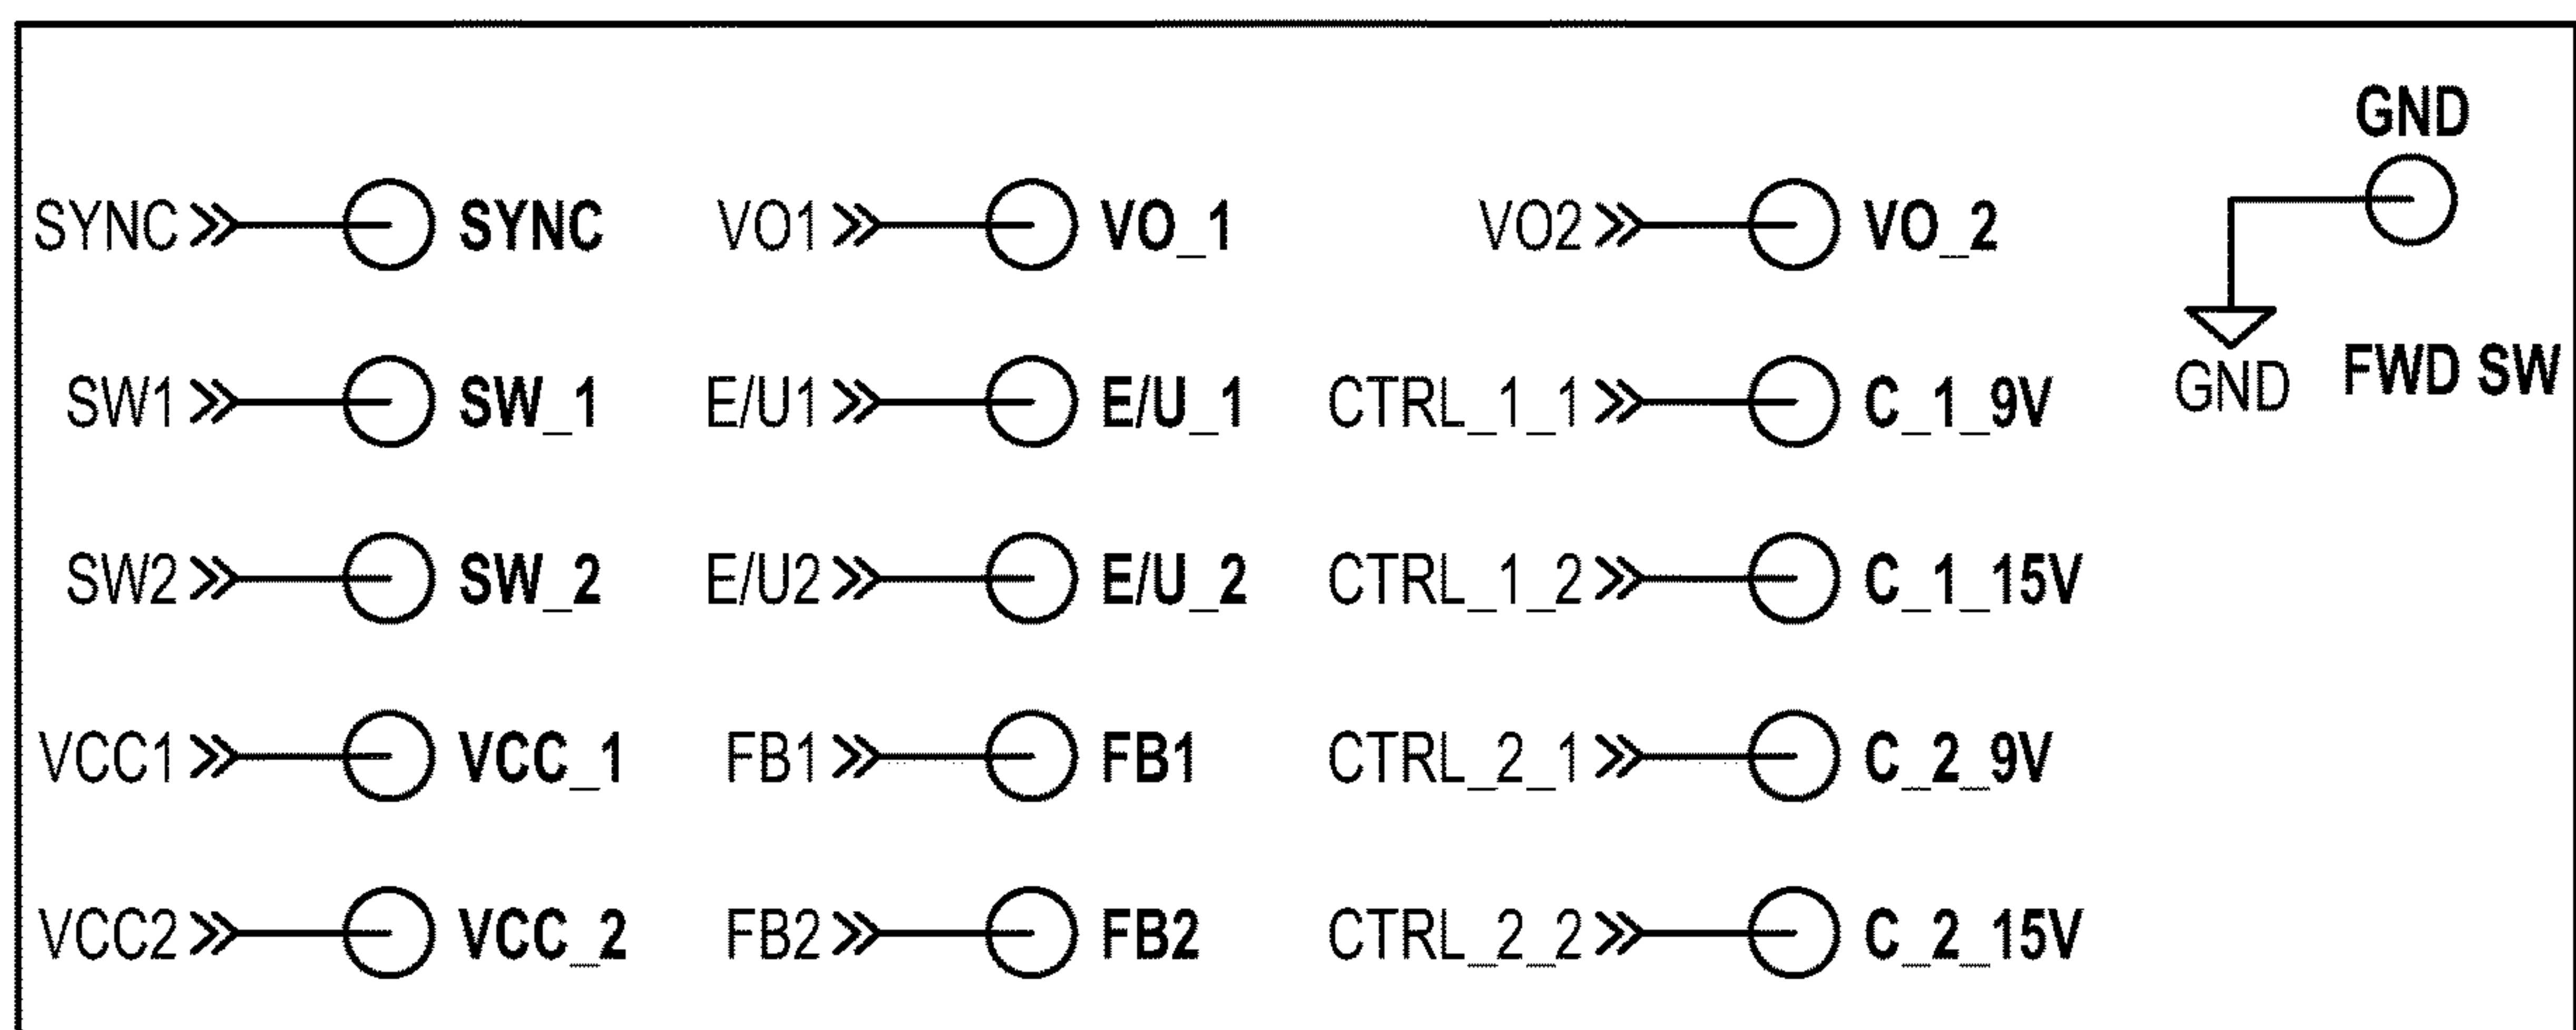 GND
SYNC SYNC VO1 VO_1 VO2 VO_2
SW1 SW_1 E/U1 E/U_1 CTRL_1_1 C_1_9V GND FWD SW
SW2 SW_2 E/U2 E/U_2 CTRL_1_2 C_1_15V
VCC1 VCC_1 FB1 FB1 CTRL_2_1 C_2_9V
VCC2 VCC_2 FB2 FB2 CTRL_2_2 C_2_15V